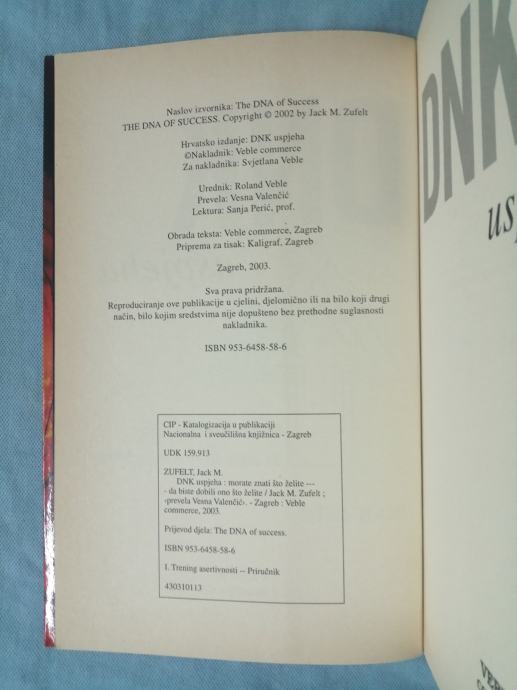 Naslov izvornika: The DNA of Success
THE DNA OF SUCCESS. Copyright © 2002 by Jack M. Zufelt
Hrvatsko izdanje: DNK uspjeha
©Nakladnik: Veble commerce
Za nakladnika: Svjetlana Veble
Urednik: Roland Veble
Prevela: Vesna Valenčić
Lektura: Sanja Perić, prof.
Obrada teksta: Veble commerce, Zagreb
Priprema za tisak: Kaligraf, Zagreb
Zagreb, 2003.
Sva prava pridržana.
Reproduciranje ove publikacije u cjelini, djelomično ili na bilo koji drugi
način, bilo kojim sredstvima nije dopušteno bez prethodne suglasnosti
nakladnika.
ISBN 953-6458-58-6
CIP - Katalogizacija u publikaciji
Nacionalna i sveučilišna knjižnica - Zagreb
UDK 159.913
ZUFELT, Jack M.
DNK uspjeha : morate znati što želite ---
- da biste dobili ono što želite / Jack M. Zufelt ;
‹prevela Vesna Valenčić›. - Zagreb : Veble
commerce, 2003.
Prijevod djela: The DNA of success.
ISBN 953-6458-58-6
I. Trening asertivnosti -- Priručnik
430310113
DNK